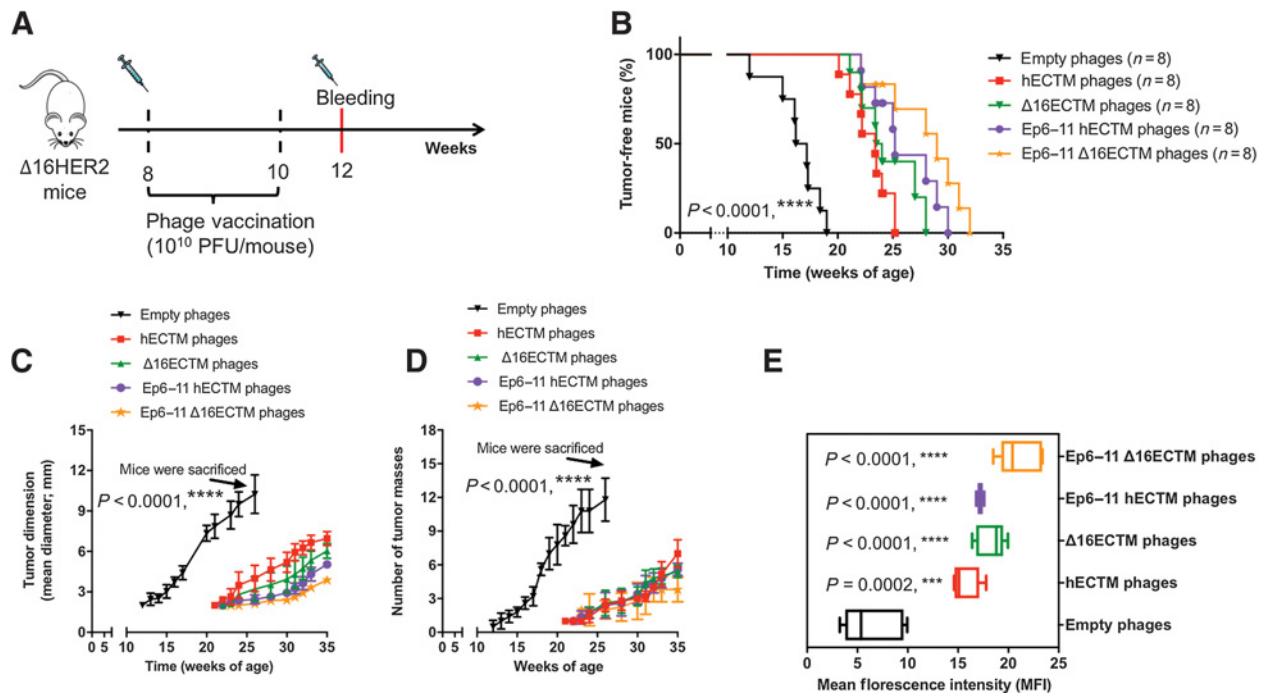 A
Bleeding
Weeks
Δ16HER2
mice
8
10
12
Phage vaccination
(10¹⁰ PFU/mouse)
B
Tumor-free mice (%)
100
50
0
P < 0.0001, ****
0
10
15
20
25
30
35
Time (weeks of age)
Empty phages (n = 8)
hECTM phages (n = 8)
Δ16ECTM phages (n = 8)
Ep6–11 hECTM phages (n = 8)
Ep6–11 Δ16ECTM phages (n = 8)
C
Empty phages
hECTM phages
Δ16ECTM phages
Ep6–11 hECTM phages
Ep6–11 Δ16ECTM phages
Tumor dimension
(mean diameter; mm)
15
12
9
6
3
0
Mice were sacrificed
P < 0.0001, ****
0 5 10 15 20 25 30 35
Time (weeks of age)
D
Empty phages
hECTM phages
Δ16ECTM phages
Ep6–11 hECTM phages
Ep6–11 Δ16ECTM phages
Number of tumor masses
18
15
12
9
6
3
0
Mice were sacrificed
P < 0.0001, ****
0 5 10 15 20 25 30 35
Weeks of age
E
P < 0.0001, ****
Ep6–11 Δ16ECTM phages
P < 0.0001, ****
Ep6–11 hECTM phages
P < 0.0001, ****
Δ16ECTM phages
P = 0.0002, ***
hECTM phages
Empty phages
0
5
10
15
20
25
Mean florescence intensity (MFI)